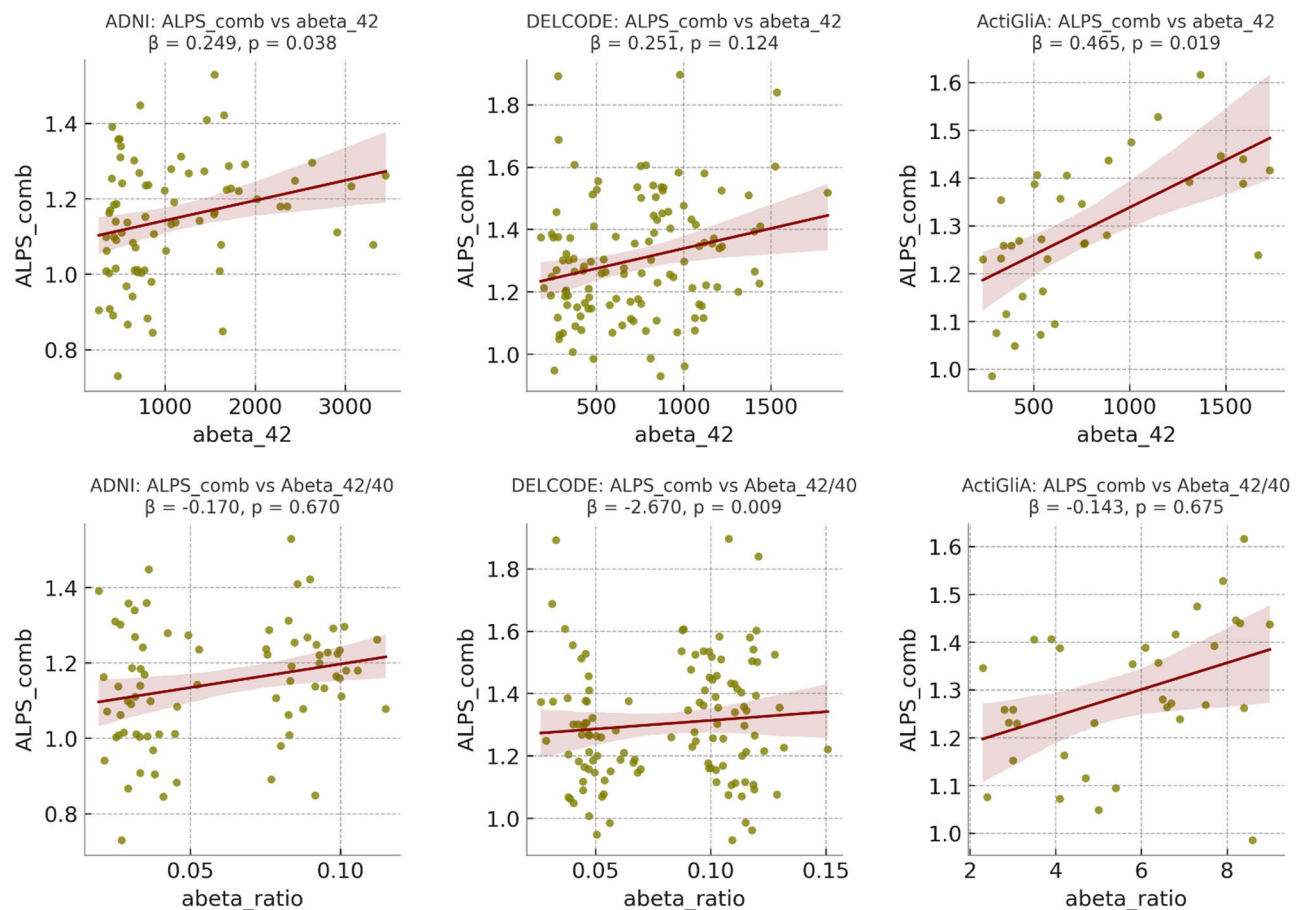 ADNI: ALPS_comb vs abeta_42
β = 0.249, p = 0.038
1.4
1.2
1.0
0.8
ALPS_comb
1000
2000
3000
abeta_42
DELCODE: ALPS_comb vs abeta_42
β = 0.251, p = 0.124
1.8
1.6
1.4
1.2
1.0
ALPS_comb
500
1000
1500
abeta_42
ActiGliA: ALPS_comb vs abeta_42
β = 0.465, p = 0.019
1.6
1.5
1.4
1.3
1.2
1.1
1.0
ALPS_comb
500
1000
1500
abeta_42
ADNI: ALPS_comb vs Abeta_42/40
β = -0.170, p = 0.670
1.4
1.2
1.0
0.8
ALPS_comb
0.05
0.10
abeta_ratio
DELCODE: ALPS_comb vs Abeta_42/40
β = -2.670, p = 0.009
1.8
1.6
1.4
1.2
1.0
ALPS_comb
0.05
0.10
0.15
abeta_ratio
ActiGliA: ALPS_comb vs Abeta_42/40
β = -0.143, p = 0.675
1.6
1.5
1.4
1.3
1.2
1.1
1.0
ALPS_comb
2
4
6
8
abeta_ratio